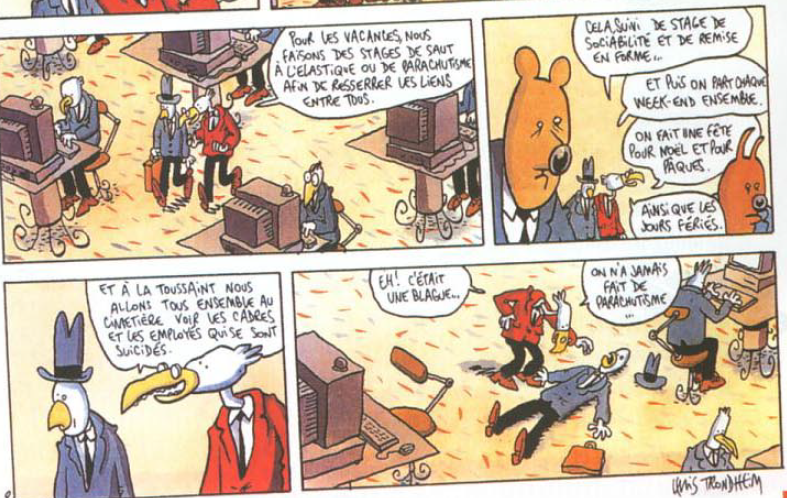 POUR LES VACANCES, NOUS
FAISONS DES STAGES DE SAUT
À L'ELASTIQUE OU DE PARACHUTISME
AFIN DE RESSERRER LES LIENS
ENTRE TOUS.
CELA, SUIVI DE STAGE DE
SOCIABILITÉ ET DE REMISE
EN FORME...
ET PUIS ON PART CHAQUE
WEEK-END ENSEMBLE.
ON FAIT UNE FÊTE
POUR NOËL ET POUR
PÂQUES.
AINSI QUE LES
JOURS FÉRIÉS.
ET À LA TOUSSAINT NOUS
ALLONS TOUS ENSEMBLE AU
CIMETIÈRE VOIR LES CADRES
ET LES EMPLOYÉS QUI SE SONT
SUICIDÉS.
EH! C'ÉTAIT
UNE BLAGUE...
ON N'A JAMAIS
FAIT DE
PARACHUTISME
...
LEWIS TRONDHEIM